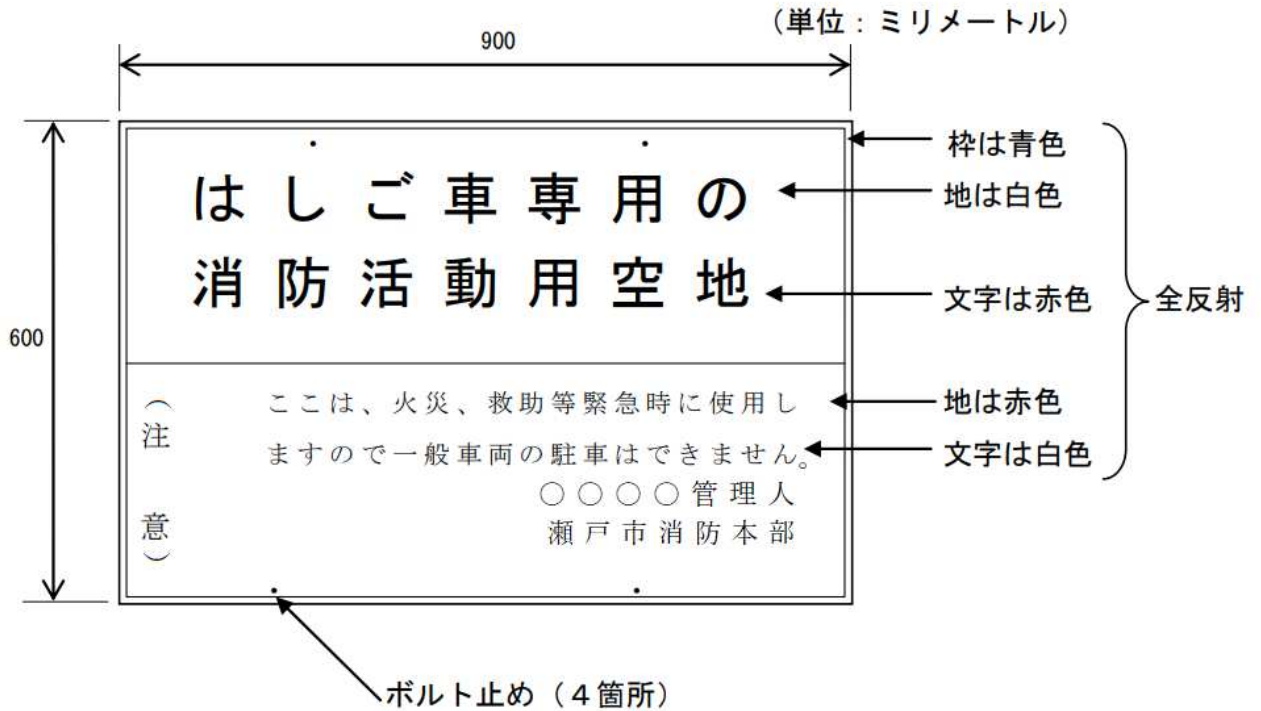 （単位：ミリメートル）
900
600
はしご車専用の
消防活動用空地
（注 意）
ここは、火災、救助等緊急時に使用し
ますので一般車両の駐車はできません。
○○○○管理人
瀬戸市消防本部
枠は青色
地は白色
文字は赤色
地は赤色
文字は白色
全反射
ボルト止め（４箇所）